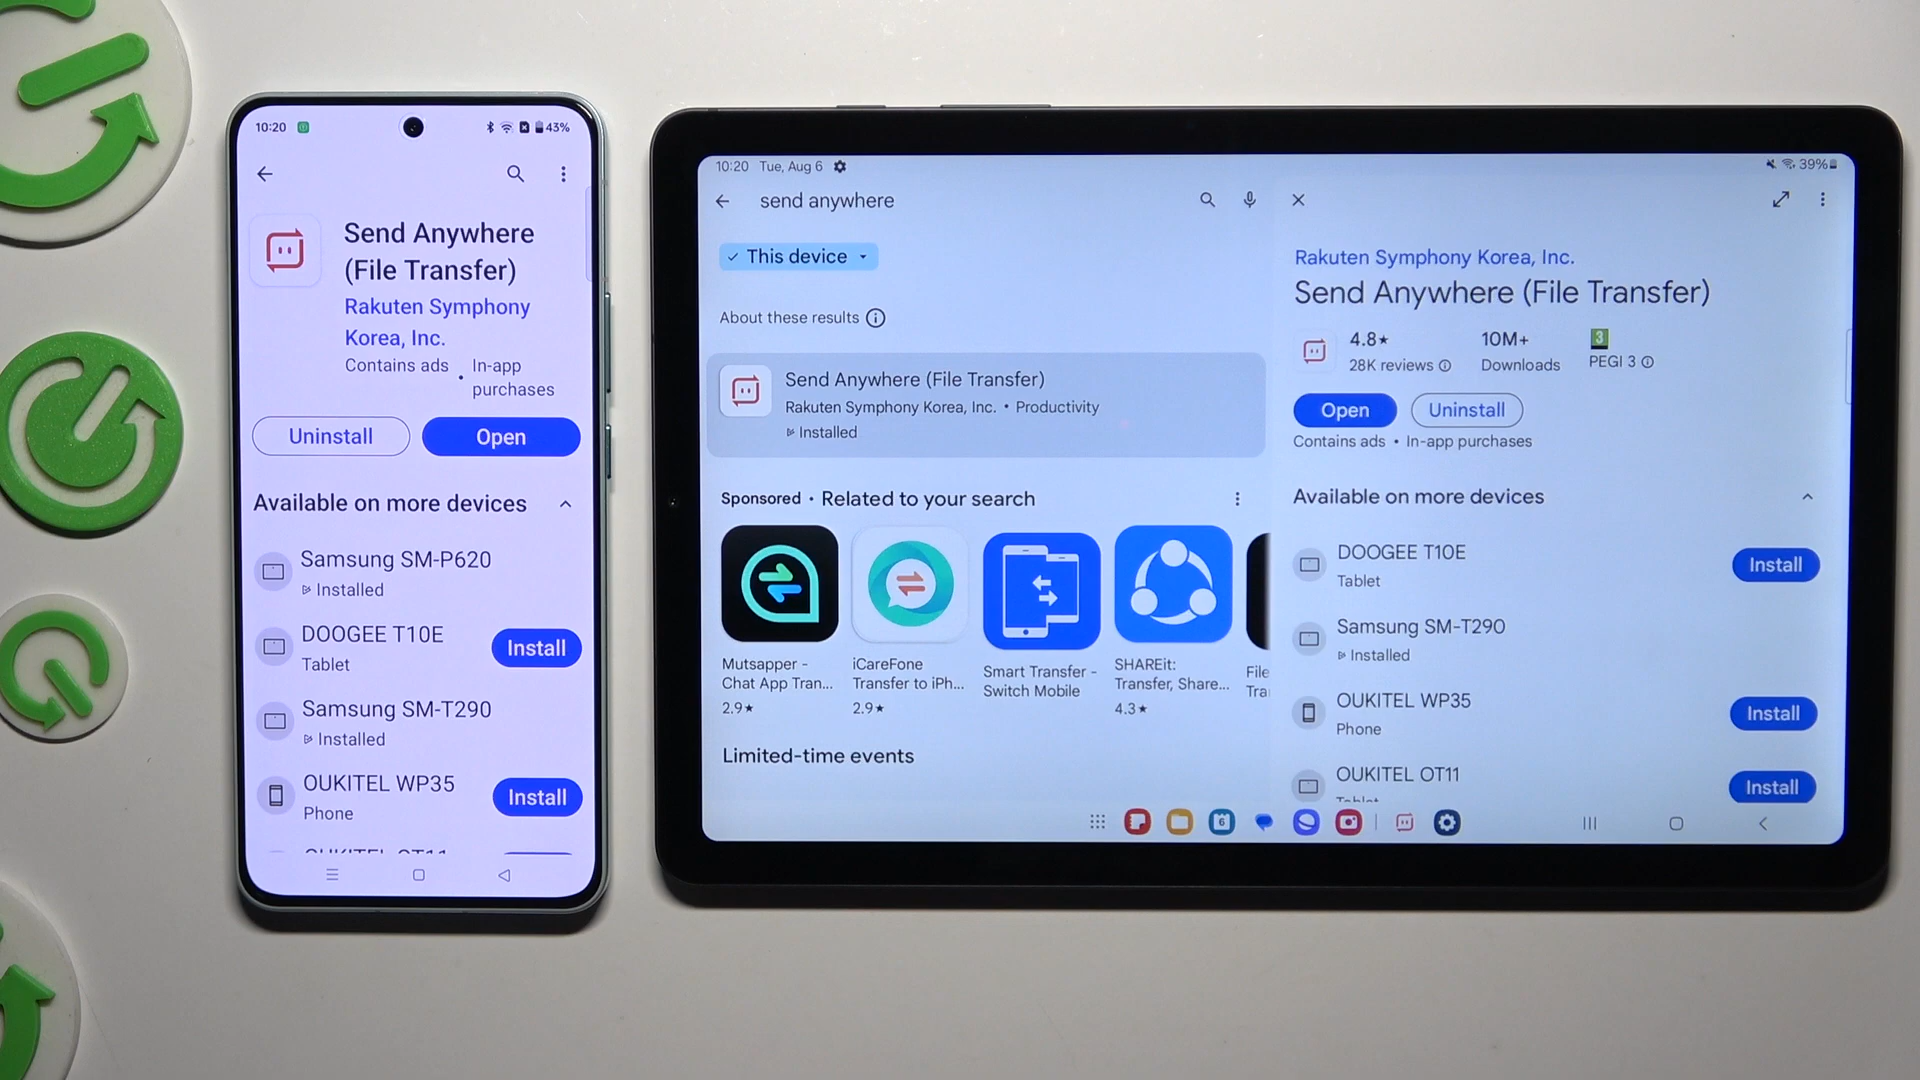 10:20
43%
Send Anywhere
(File Transfer)
Rakuten Symphony
Korea, Inc.
Contains ads • In-app
purchases
Uninstall
Open
Available on more devices
Samsung SM-P620
Installed
DOOGEE T10E
Tablet
Install
Samsung SM-T290
Installed
OUKITEL WP35
Phone
Install
OUKITEL OT11
10:20 Tue, Aug 6
39%
send anywhere
This device
About these results
Send Anywhere (File Transfer)
Rakuten Symphony Korea, Inc. • Productivity
Installed
Sponsored • Related to your search
Mutsapper -
Chat App Tran...
2.9★
iCareFone
Transfer to iPh...
2.9★
Smart Transfer -
Switch Mobile
SHAREit:
Transfer, Share...
4.3★
File
Tra
Limited-time events
6
Rakuten Symphony Korea, Inc.
Send Anywhere (File Transfer)
4.8★
28K reviews
10M+
Downloads
3
PEGI 3
Open
Uninstall
Contains ads • In-app purchases
Available on more devices
DOOGEE T10E
Tablet
Install
Samsung SM-T290
Installed
OUKITEL WP35
Phone
Install
OUKITEL OT11
Tablet
Install